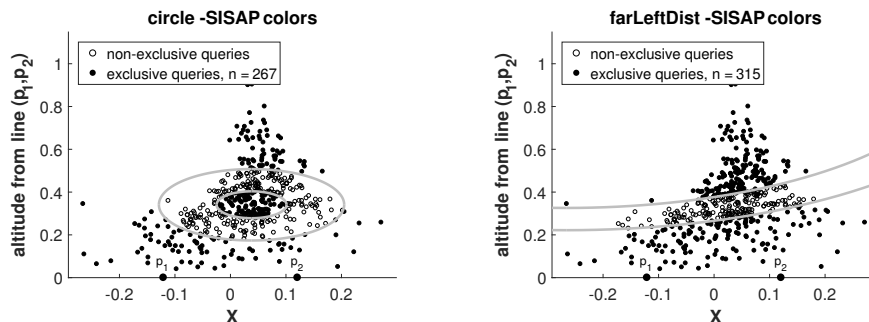 circle -SISAP colors
non-exclusive queries
exclusive queries, n = 267
altitude from line (p1,p2)
1
0.8
0.6
0.4
0.2
0
p1
p2
-0.2 -0.1 0 0.1 0.2
X
farLeftDist -SISAP colors
non-exclusive queries
exclusive queries, n = 315
altitude from line (p1,p2)
1
0.8
0.6
0.4
0.2
0
p1
p2
-0.2 -0.1 0 0.1 0.2
X